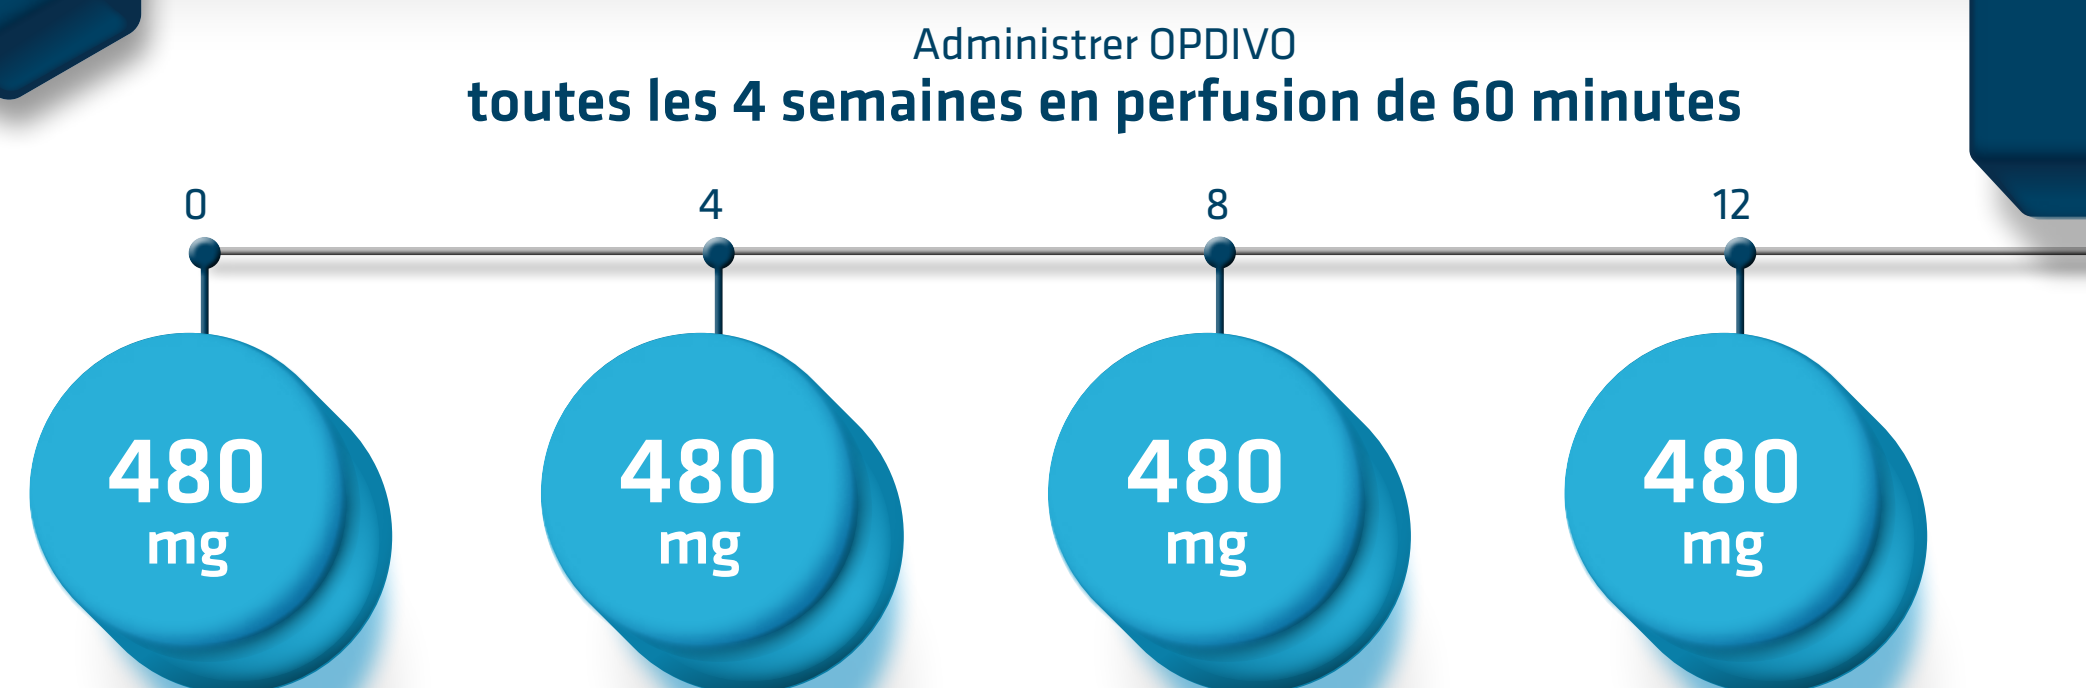 Administrer OPDIVO
toutes les 4 semaines en perfusion de 60 minutes
0 4 8 12
480 480 480 480
mg mg mg mg